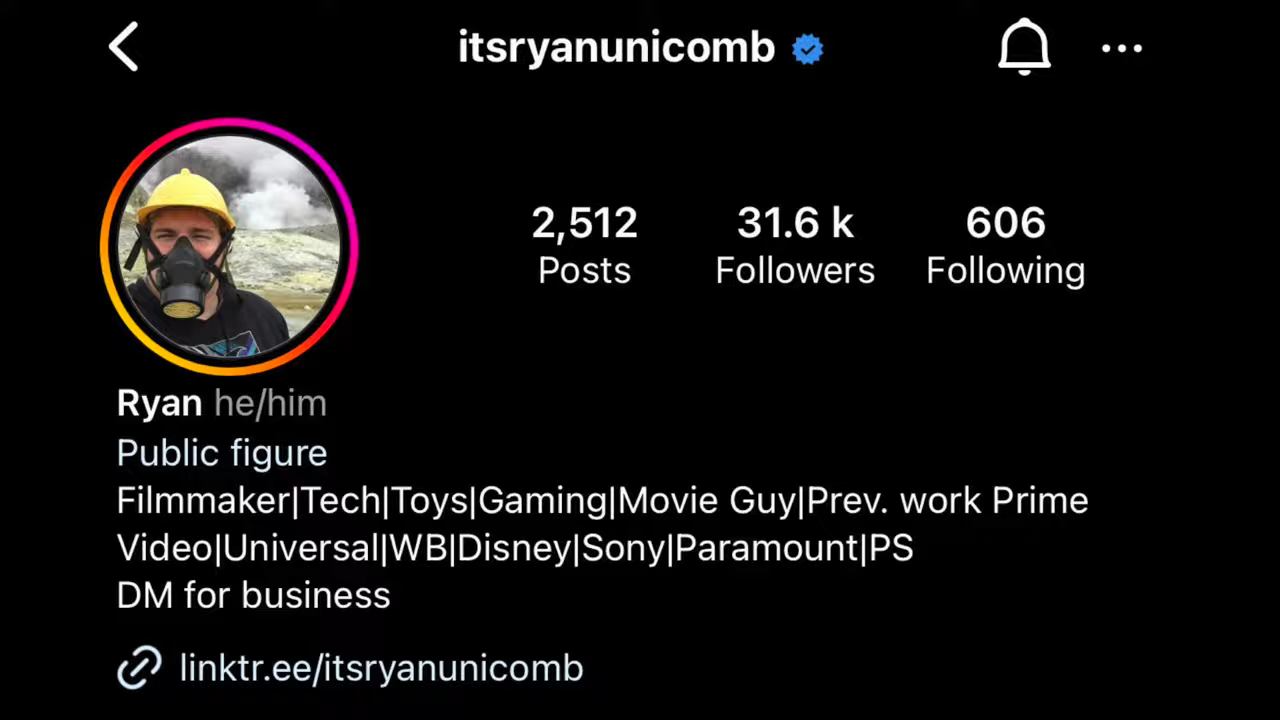 itsryanunicomb
2,512 31.6 k 606
Posts Followers Following
Ryan he/him
Public figure
Filmmaker|Tech|Toys|Gaming|Movie Guy|Prev. work Prime
Video|Universal|WB|Disney|Sony|Paramount|PS
DM for business
linktr.ee/itsryanunicomb